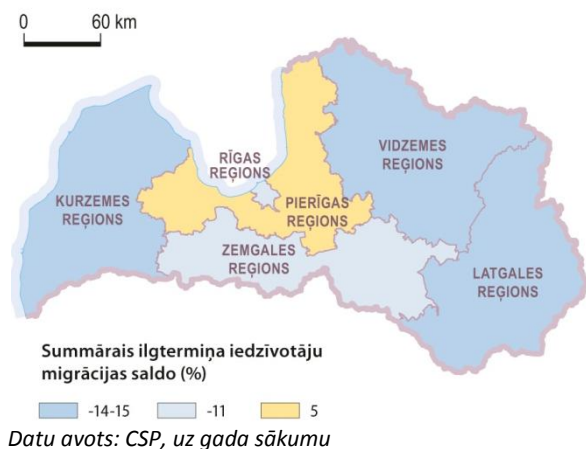 0 60 km
RĪGAS
REĢIONS
VIDZEMES
REĢIONS
KURZEMES
REĢIONS
PIERĪGAS
REĢIONS
ZEMGALES
REĢIONS
LATGALES
REĢIONS
Summārais ilgtermiņa iedzīvotāju
migrācijas saldo (%)
-14-15 -11 5
Datu avots: CSP, uz gada sākumu